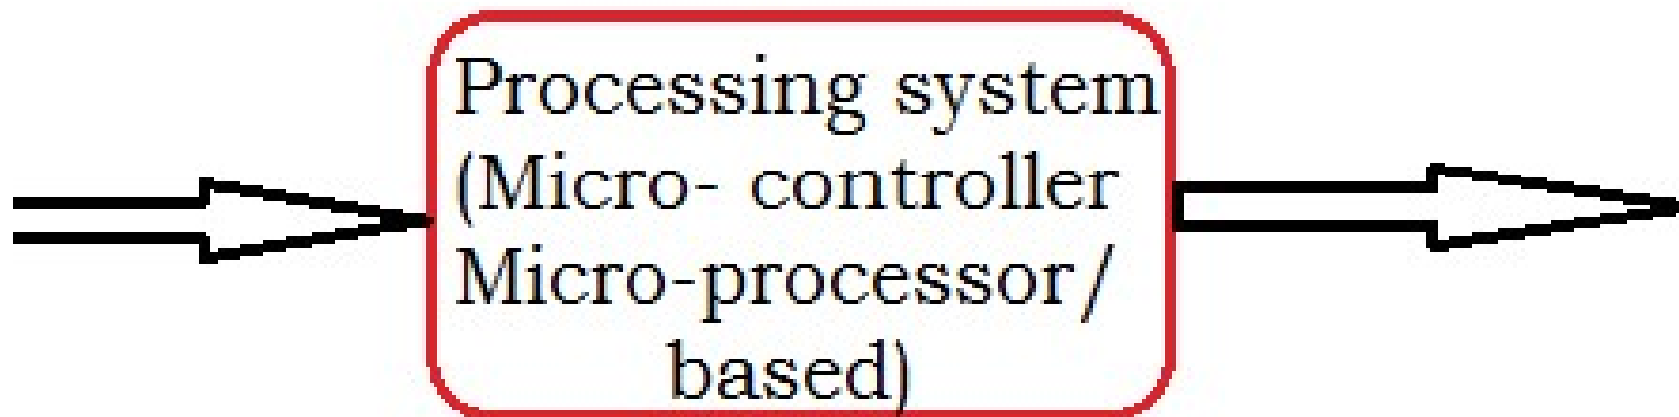 Processing system
(Micro- controller
Micro-processor/
based)